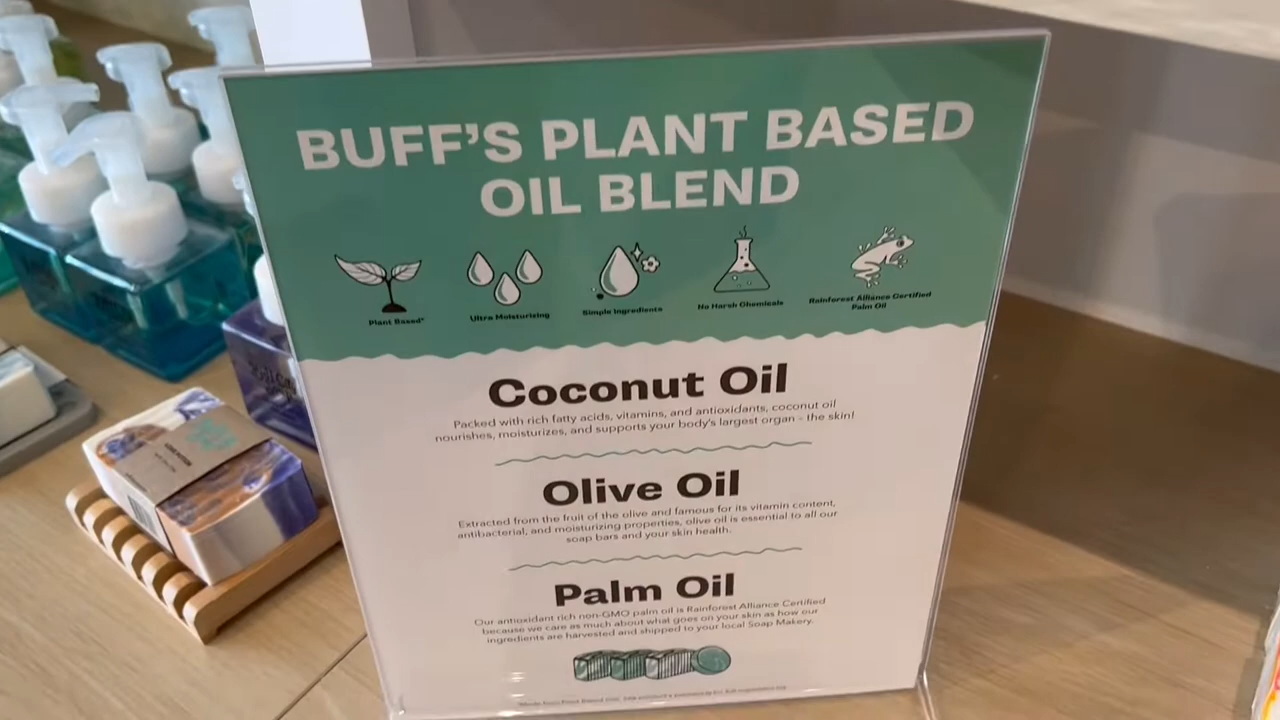 BUFF'S PLANT BASED
OIL BLEND
Plant Based*
Ultra Moisturizing
Simple Ingredients
No Harsh Chemicals
Rainforest Alliance Certified
Palm Oil
Coconut Oil
Packed with rich fatty acids, vitamins, and antioxidants, coconut oil
nourishes, moisturizes, and supports your body's largest organ - the skin!
Olive Oil
Extracted from the fruit of the olive and famous for its vitamin content,
antibacterial, and moisturizing properties, olive oil is essential to all our
soap bars and your skin health.
Palm Oil
Our antioxidant rich non-GMO palm oil is Rainforest Alliance Certified
because we care as much about what goes on your skin as how our
ingredients are harvested and shipped to your local Soap Makery.